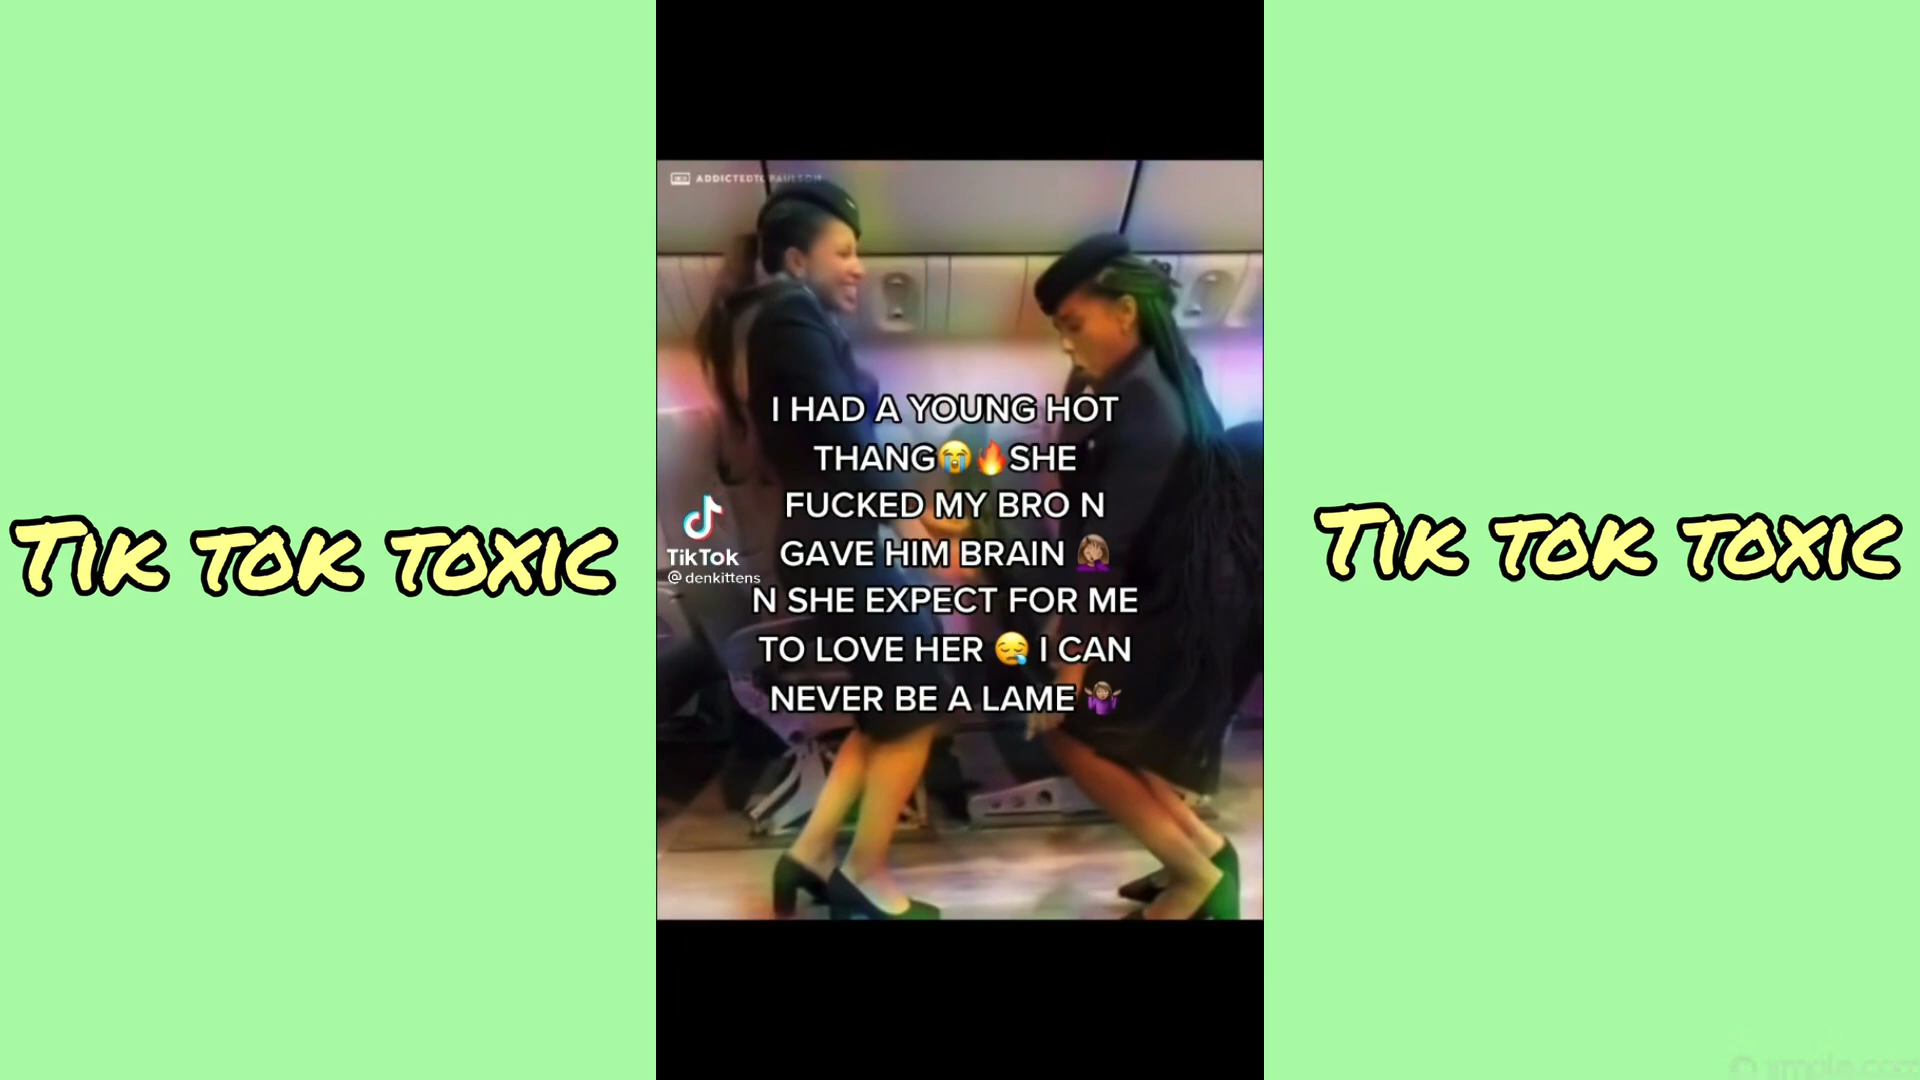 ADDICTEDTOPAULSON
I HAD A YOUNG HOT
THANG😭🔥SHE
FUCKED MY BRO N
GAVE HIM BRAIN 🤦🏽‍♀️
N SHE EXPECT FOR ME
TO LOVE HER 😪 I CAN
NEVER BE A LAME 🤷🏽‍♀️
TikTok
@denkittens
TIK TOK TOXIC
TIK TOK TOXIC